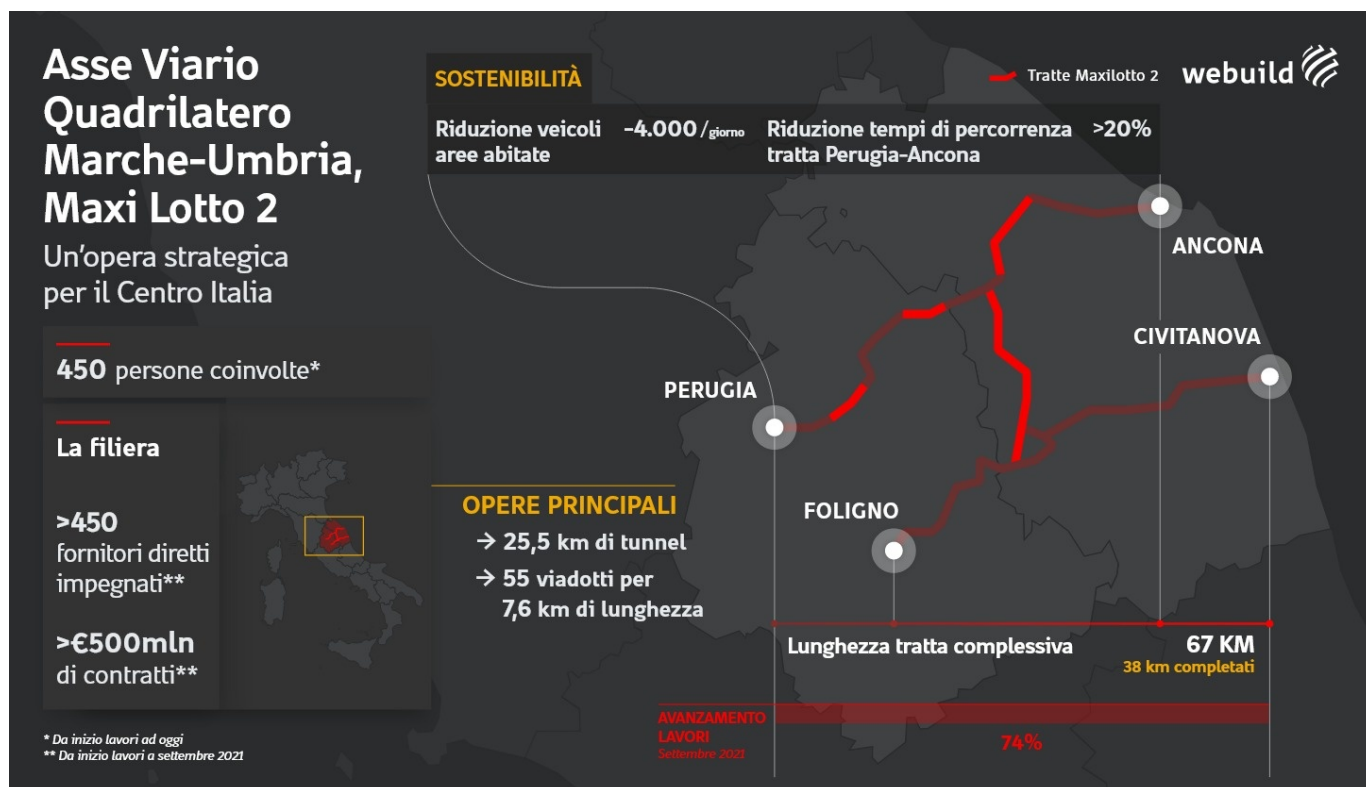 Asse Viario
Quadrilatero
Marche-Umbria,
Maxi Lotto 2
Un'opera strategica
per il Centro Italia
450 persone coinvolte*
La filiera
>450
fornitori diretti
impegnati**
>€500mln
di contratti**
* Da inizio lavori ad oggi
** Da inizio lavori a settembre 2021
SOSTENIBILITÀ
Riduzione veicoli
aree abitate
-4.000/giorno
Riduzione tempi di percorrenza
tratta Perugia-Ancona
>20%
Tratte Maxilotto 2
webuild
ANCONA
CIVITANOVA
PERUGIA
FOLIGNO
OPERE PRINCIPALI
→ 25,5 km di tunnel
→ 55 viadotti per
7,6 km di lunghezza
Lunghezza tratta complessiva
67 KM
38 km completati
AVANZAMENTO
LAVORI
Settembre 2021
74%